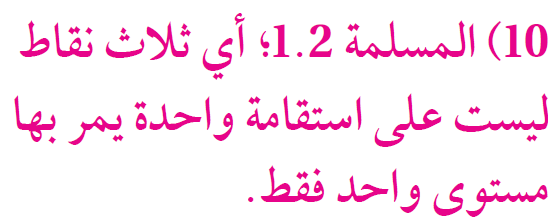 10) المسلمة 1.2؛ أي ثلاث نقاط
ليست على استقامة واحدة يمر بها
مستوى واحد فقط.